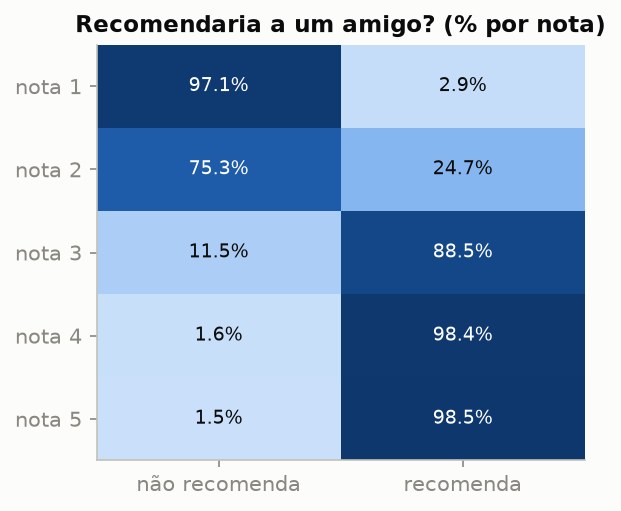 Recomendaria a um amigo? (% por nota)
nota 1 97.1% 2.9%
nota 2 75.3% 24.7%
nota 3 11.5% 88.5%
nota 4 1.6% 98.4%
nota 5 1.5% 98.5%
não recomenda recomenda